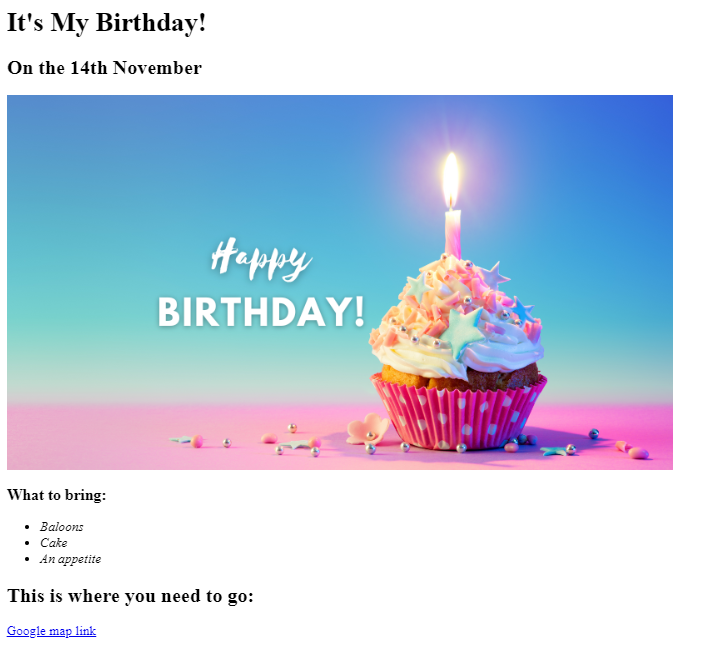 It's My Birthday!
On the 14th November
Happy
BIRTHDAY!
What to bring:
Baloons
Cake
An appetite
This is where you need to go:
Google map link